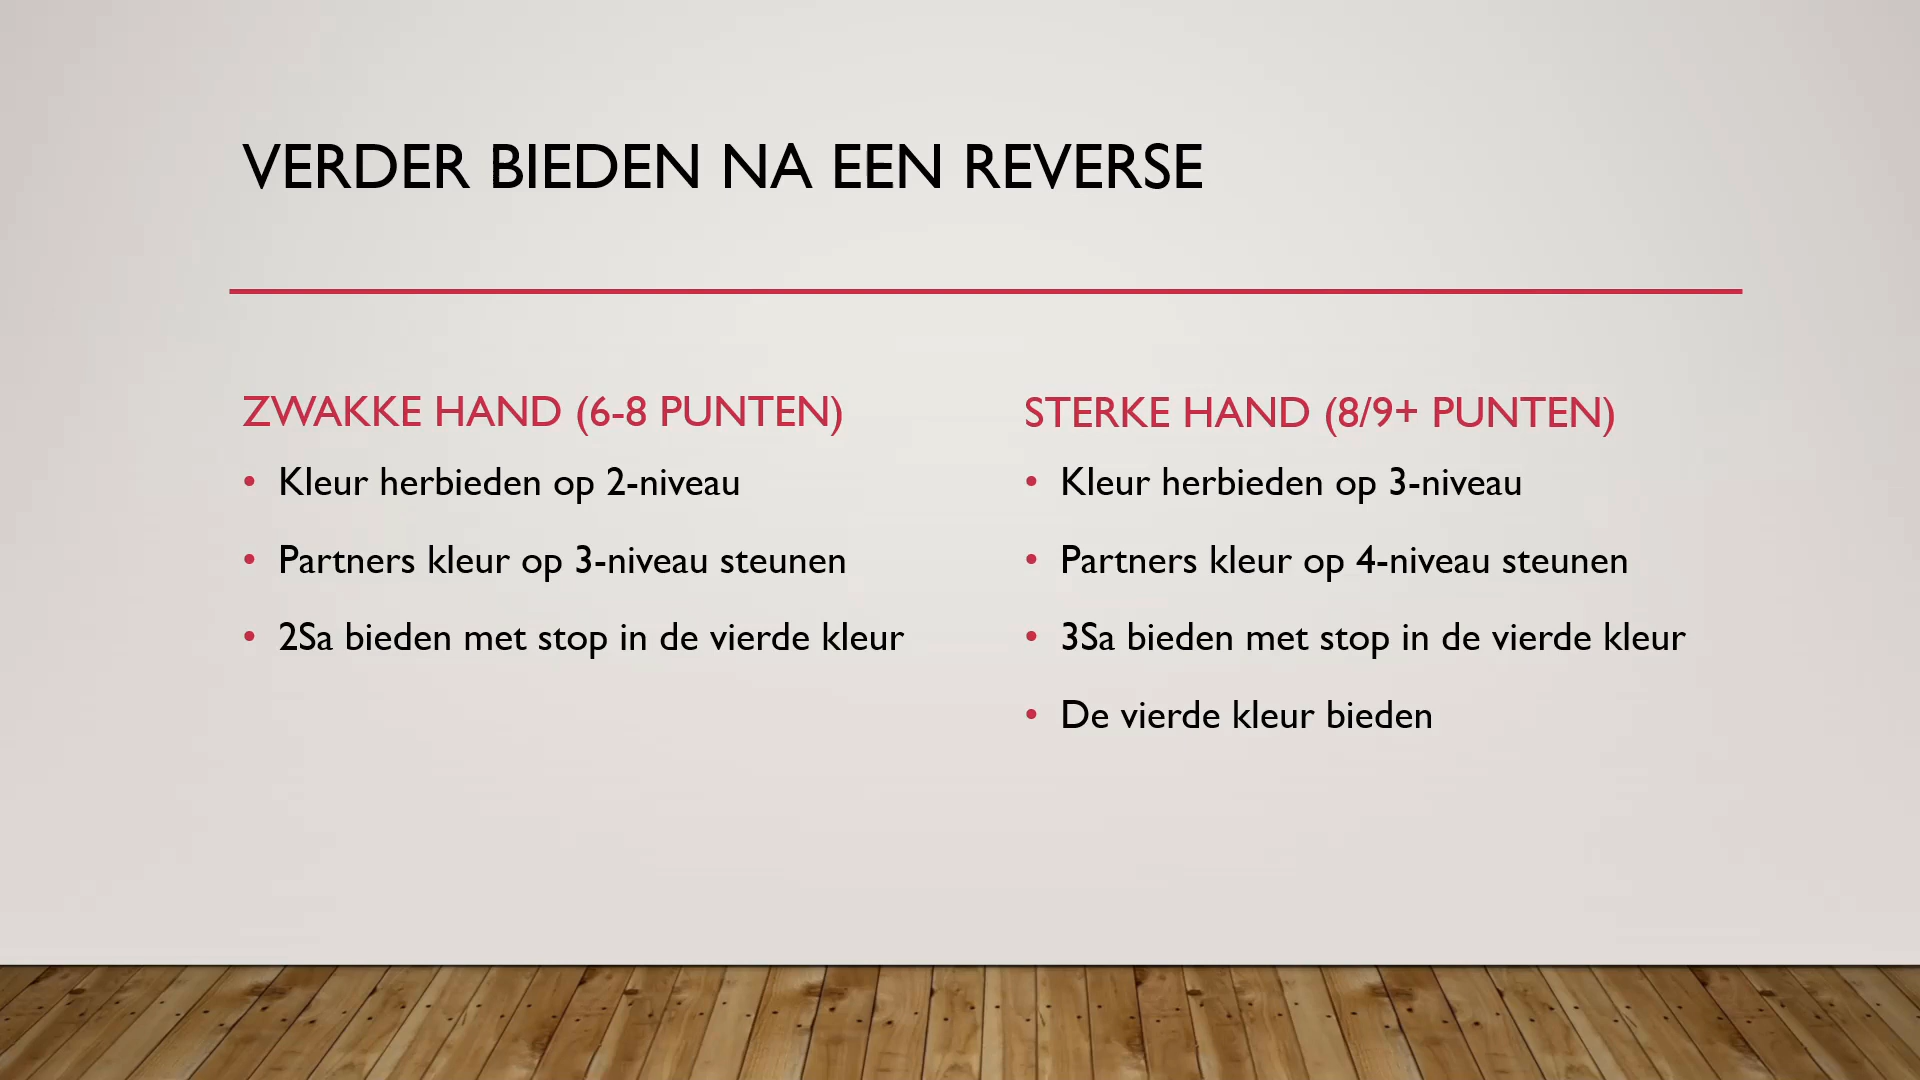 VERDER BIEDEN NA EEN REVERSE
ZWAKKE HAND (6-8 PUNTEN)
• Kleur herbieden op 2-niveau
• Partners kleur op 3-niveau steunen
• 2Sa bieden met stop in de vierde kleur
STERKE HAND (8/9+ PUNTEN)
• Kleur herbieden op 3-niveau
• Partners kleur op 4-niveau steunen
• 3Sa bieden met stop in de vierde kleur
• De vierde kleur bieden